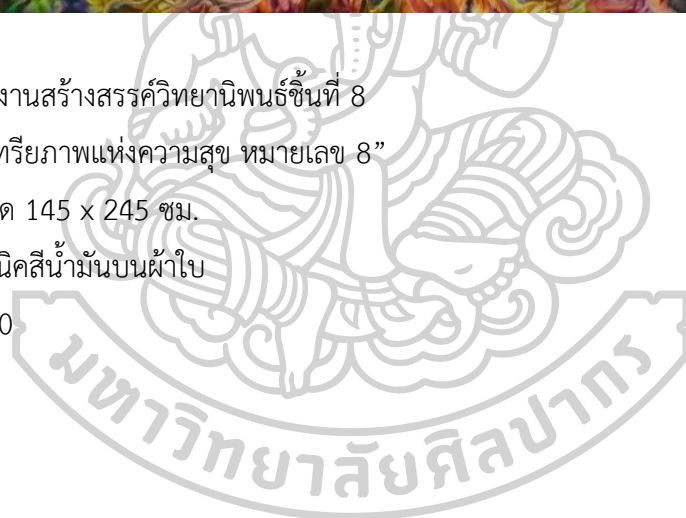 งานสร้างสรรค์วิทยานิพนธ์ชิ้นที่ 8
ทรียภาพแห่งความสุข หมายเลข 8”
ด 145 x 245 ซม.
นิคสีน้ำมันบนผ้าใบ
0
มหาวิทยาลัยศิลปากร